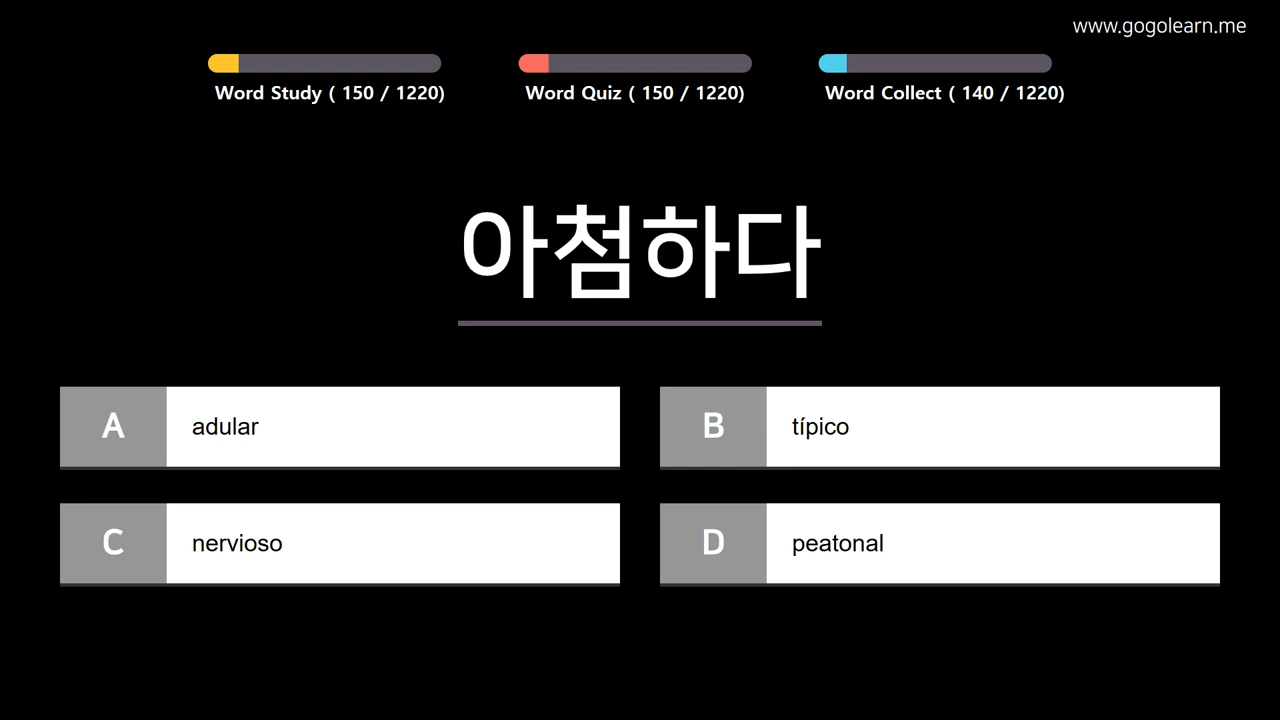 www.gogolearn.me
Word Study ( 150 / 1220)
Word Quiz ( 150 / 1220)
Word Collect ( 140 / 1220)
아첨하다
A adular
B típico
C nervioso
D peatonal